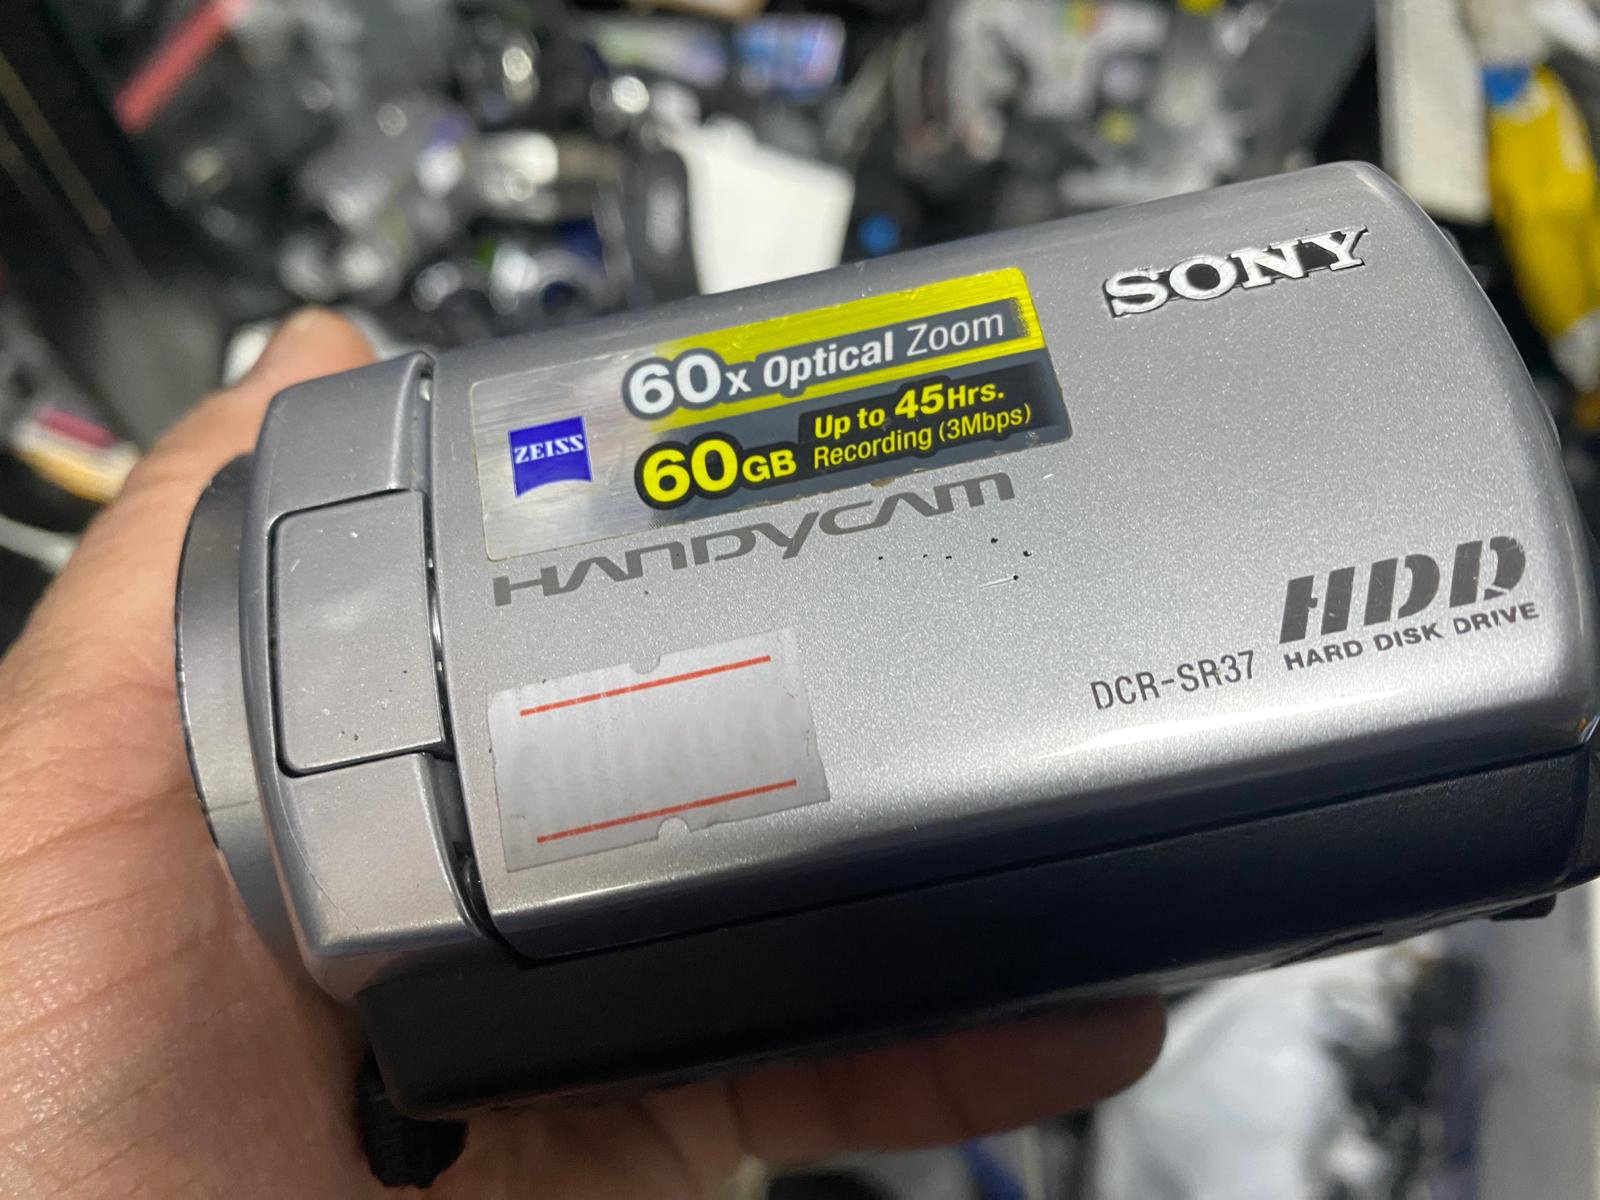 SONY
60x Optical Zoom
ZEISS
60GB Up to 45Hrs.
Recording (3Mbps)
HANDYCAM
HDD
HARD DISK DRIVE
DCR-SR37